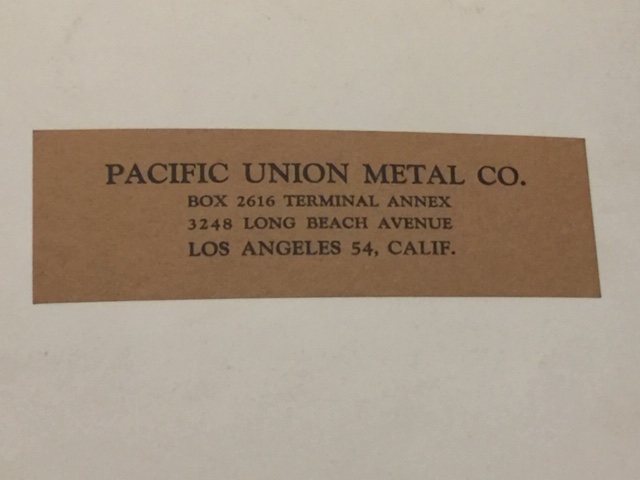 PACIFIC UNION METAL CO.
BOX 2616 TERMINAL ANNEX
3248 LONG BEACH AVENUE
LOS ANGELES 54, CALIF.